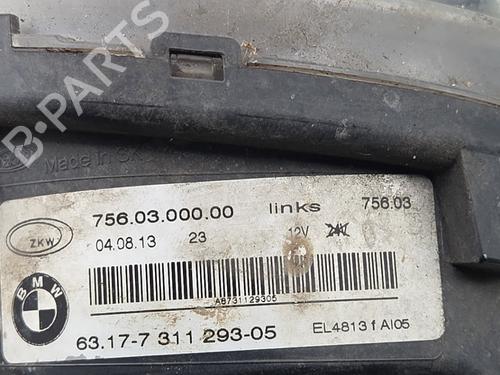 B-PARTS
Made in SK
756.03.000.00 links 756.03
ZKW
04.08.13 23 12V 24V
A6731129305
BMW
63.17-7 311 293-05 EL4813 f AI05